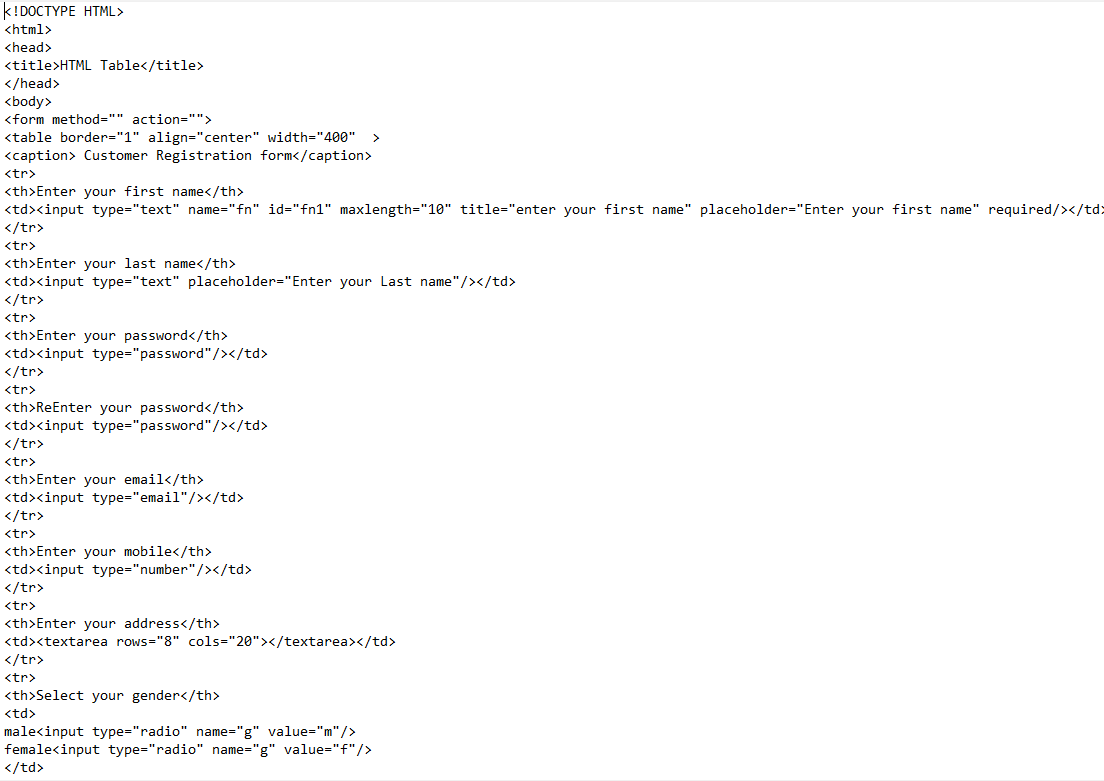 <!DOCTYPE HTML>
<html>
<head>
<title>HTML Table</title>
</head>
<body>
<form method="" action="">
<table border="1" align="center" width="400"  >
<caption> Customer Registration form</caption>
<tr>
<th>Enter your first name</th>
<td><input type="text" name="fn" id="fn1" maxlength="10" title="enter your first name" placeholder="Enter your first name" required/></td>
</tr>
<tr>
<th>Enter your last name</th>
<td><input type="text" placeholder="Enter your Last name"/></td>
</tr>
<tr>
<th>Enter your password</th>
<td><input type="password"/></td>
</tr>
<tr>
<th>ReEnter your password</th>
<td><input type="password"/></td>
</tr>
<tr>
<th>Enter your email</th>
<td><input type="email"/></td>
</tr>
<tr>
<th>Enter your mobile</th>
<td><input type="number"/></td>
</tr>
<tr>
<th>Enter your address</th>
<td><textarea rows="8" cols="20"></textarea></td>
</tr>
<tr>
<th>Select your gender</th>
<td>
male<input type="radio" name="g" value="m"/>
female<input type="radio" name="g" value="f"/>
</td>